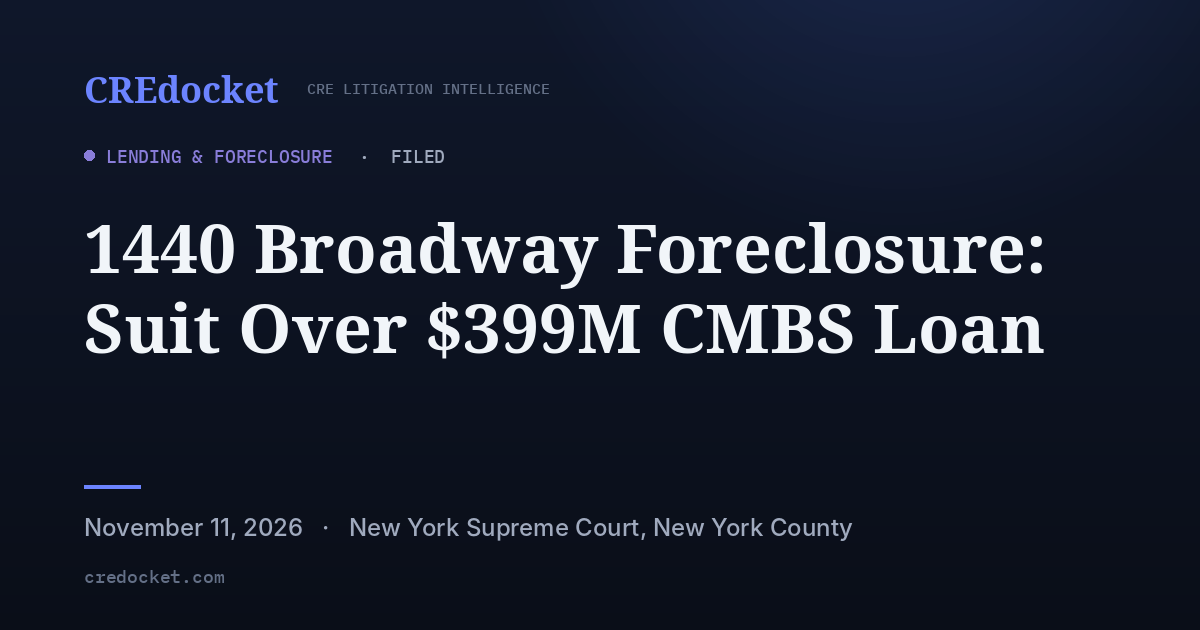 CREdocket CRE LITIGATION INTELLIGENCE
LENDING & FORECLOSURE · FILED
1440 Broadway Foreclosure:
Suit Over $399M CMBS Loan
November 11, 2026 · New York Supreme Court, New York County
credocket.com